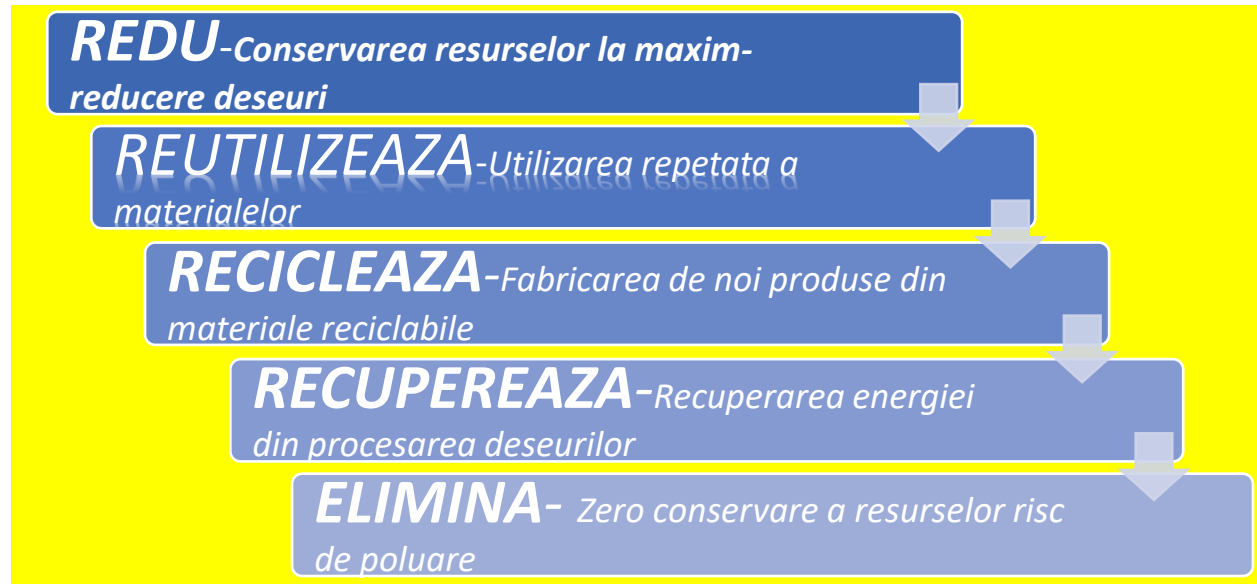 REDU-Conservarea resurselor la maxim-
reducere deseuri
REUTILIZEAZA-Utilizarea repetata a
materialelor
RECICLEAZA-Fabricarea de noi produse din
materiale reciclabile
RECUPEREAZA-Recuperarea energiei
din procesarea deseurilor
ELIMINA- Zero conservare a resurselor risc
de poluare